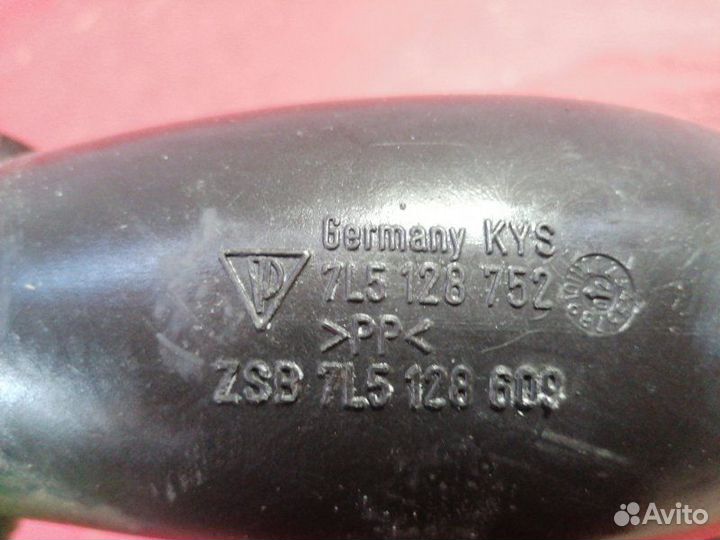 Germany KYS
7L5 128 752
>PP<
ZSB 7L5 128 609
Avito